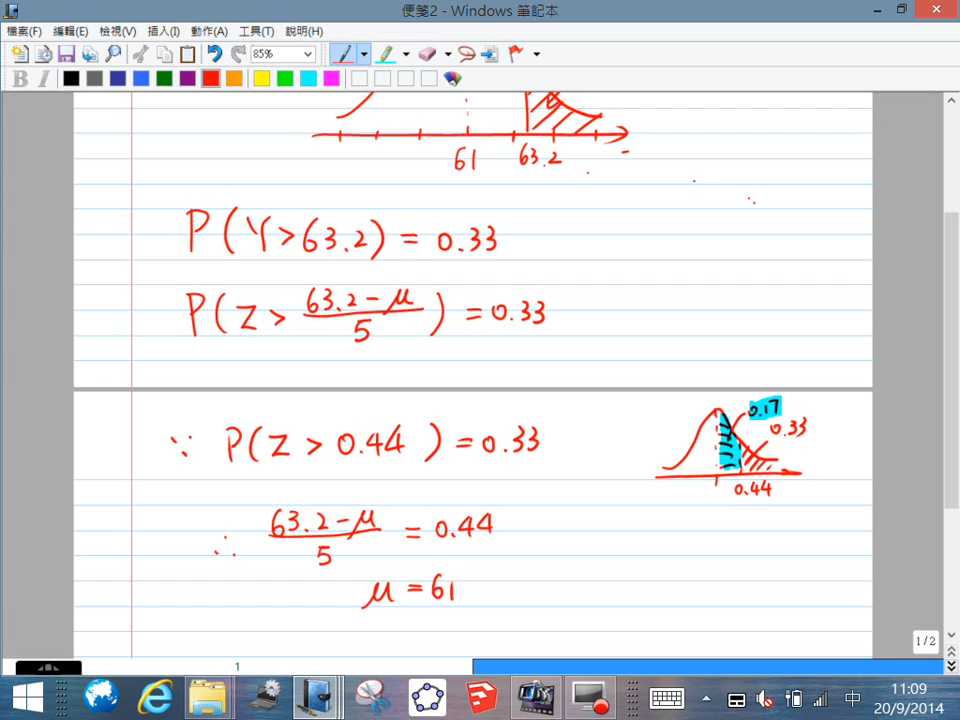 便箋2 - Windows 筆記本
檔案(F) 編輯(E) 檢視(V) 插入(I) 動作(A) 工具(T) 說明(H)
85%
B I
61 63.2
P(Y>63.2) = 0.33
P(Z > (63.2-μ)/5) = 0.33
∵ P(Z > 0.44) = 0.33
0.17
0.33
0.44
∴ (63.2-μ)/5 = 0.44
μ = 61
1/2
1
中
11:09
20/9/2014